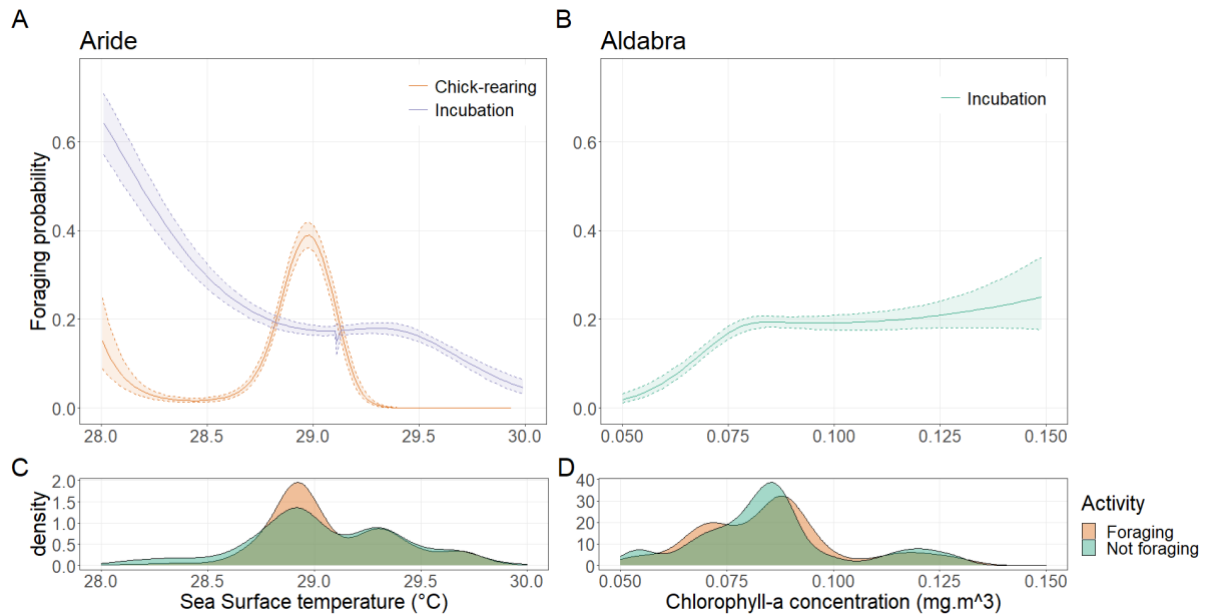 A
B
Aride
Aldabra
Chick-rearing
Incubation
Incubation
Foraging probability
0.6
0.4
0.2
0.0
28.0 28.5 29.0 29.5 30.0
0.6
0.4
0.2
0.0
0.050 0.075 0.100 0.125 0.150
C
D
density
2.0
1.5
1.0
0.5
0.0
28.0 28.5 29.0 29.5 30.0
Sea Surface temperature (°C)
40
30
20
10
0
0.050 0.075 0.100 0.125 0.150
Chlorophyll-a concentration (mg.m^3)
Activity
Foraging
Not foraging